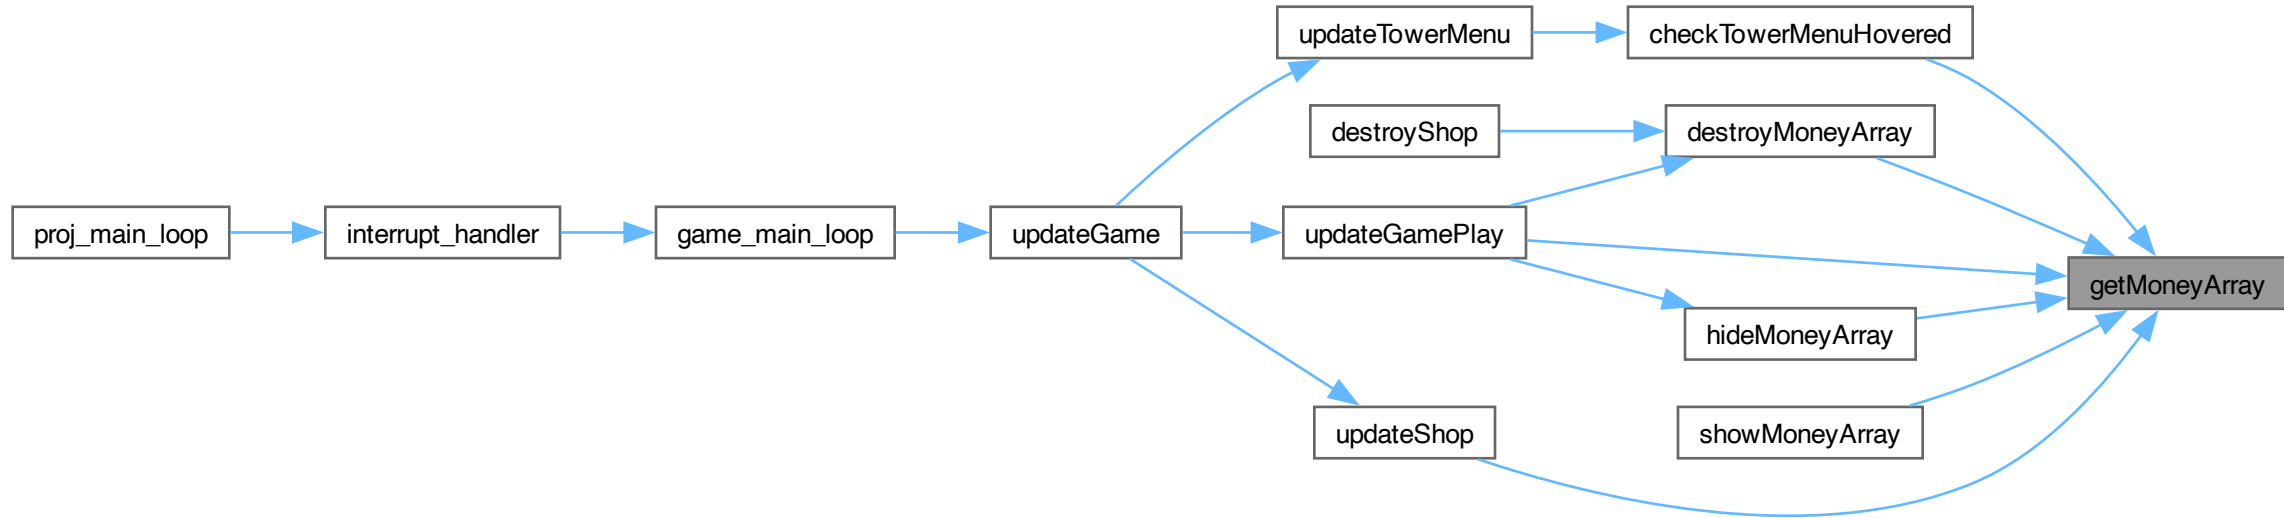 updateTowerMenu
checkTowerMenuHovered
destroyShop
destroyMoneyArray
proj_main_loop
interrupt_handler
game_main_loop
updateGame
updateGamePlay
getMoneyArray
hideMoneyArray
updateShop
showMoneyArray